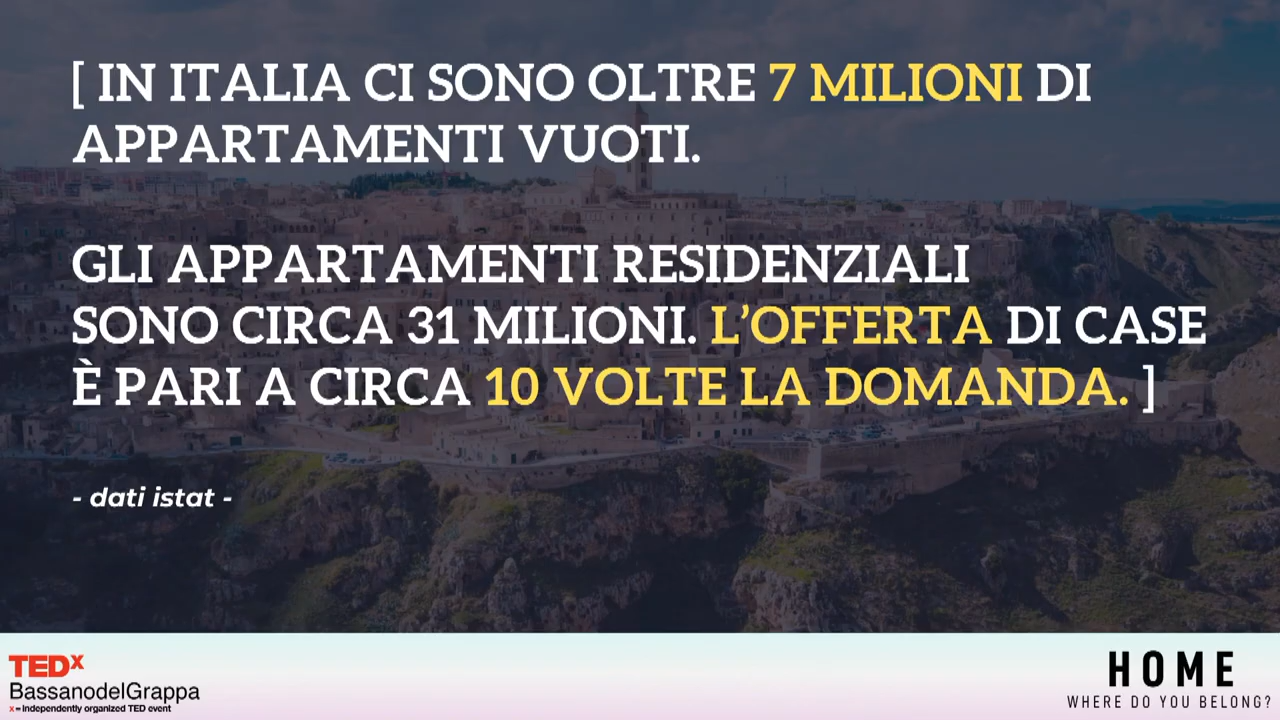 [ IN ITALIA CI SONO OLTRE 7 MILIONI DI
APPARTAMENTI VUOTI.
GLI APPARTAMENTI RESIDENZIALI
SONO CIRCA 31 MILIONI. L’OFFERTA DI CASE
È PARI A CIRCA 10 VOLTE LA DOMANDA. ]
- dati istat -
TEDx
BassanodelGrappa
x = independently organized TED event
HOME
WHERE DO YOU BELONG?